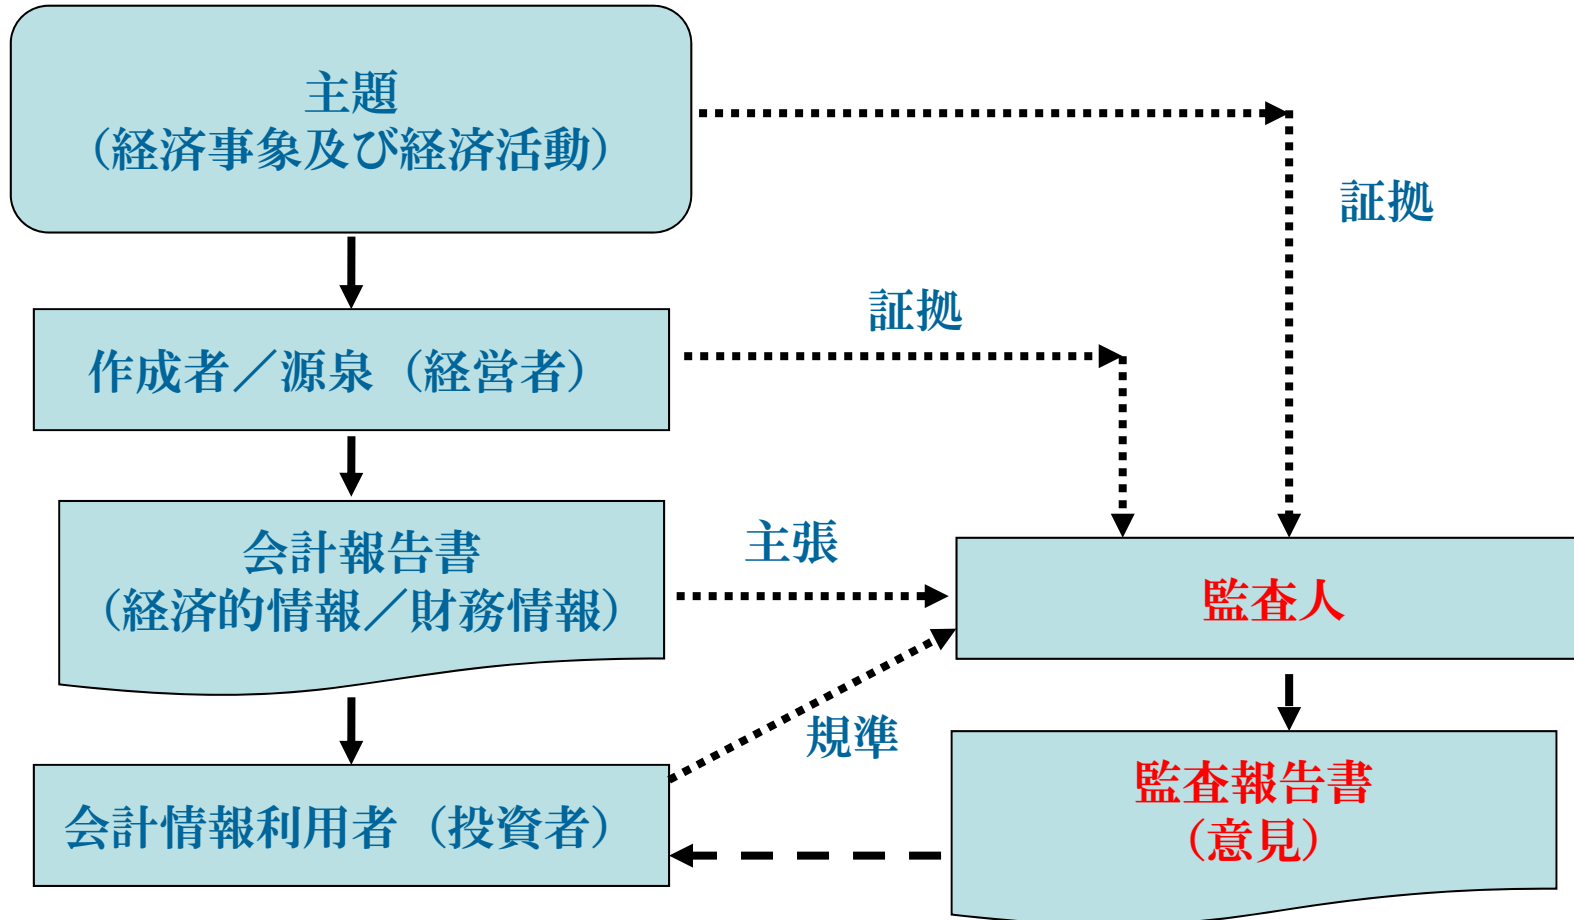 主題
（経済事象及び経済活動）
証拠
証拠
作成者／源泉（経営者）
会計報告書
（経済的情報／財務情報）
主張
監査人
規準
会計情報利用者（投資者）
監査報告書
（意見）